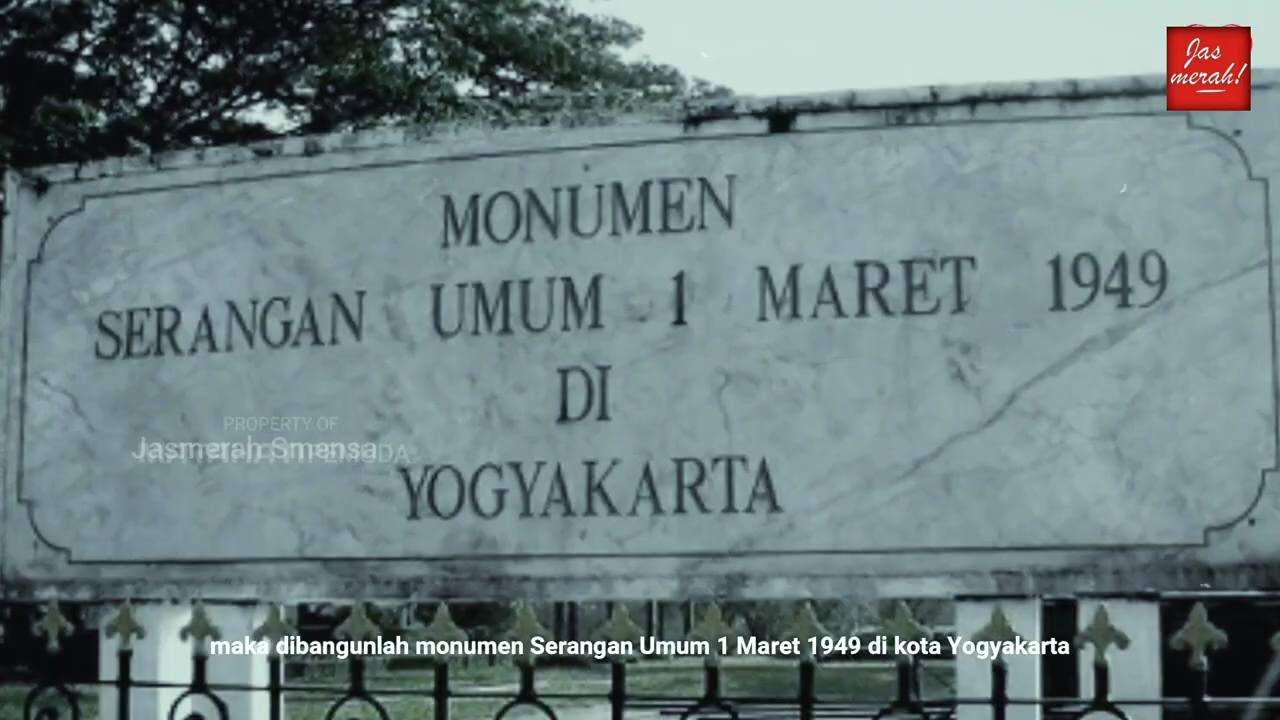 Jas
merah!
MONUMEN
SERANGAN UMUM 1 MARET 1949
DI
YOGYAKARTA
PROPERTY OF
Jasmerah Smensa
maka dibangunlah monumen Serangan Umum 1 Maret 1949 di kota Yogyakarta